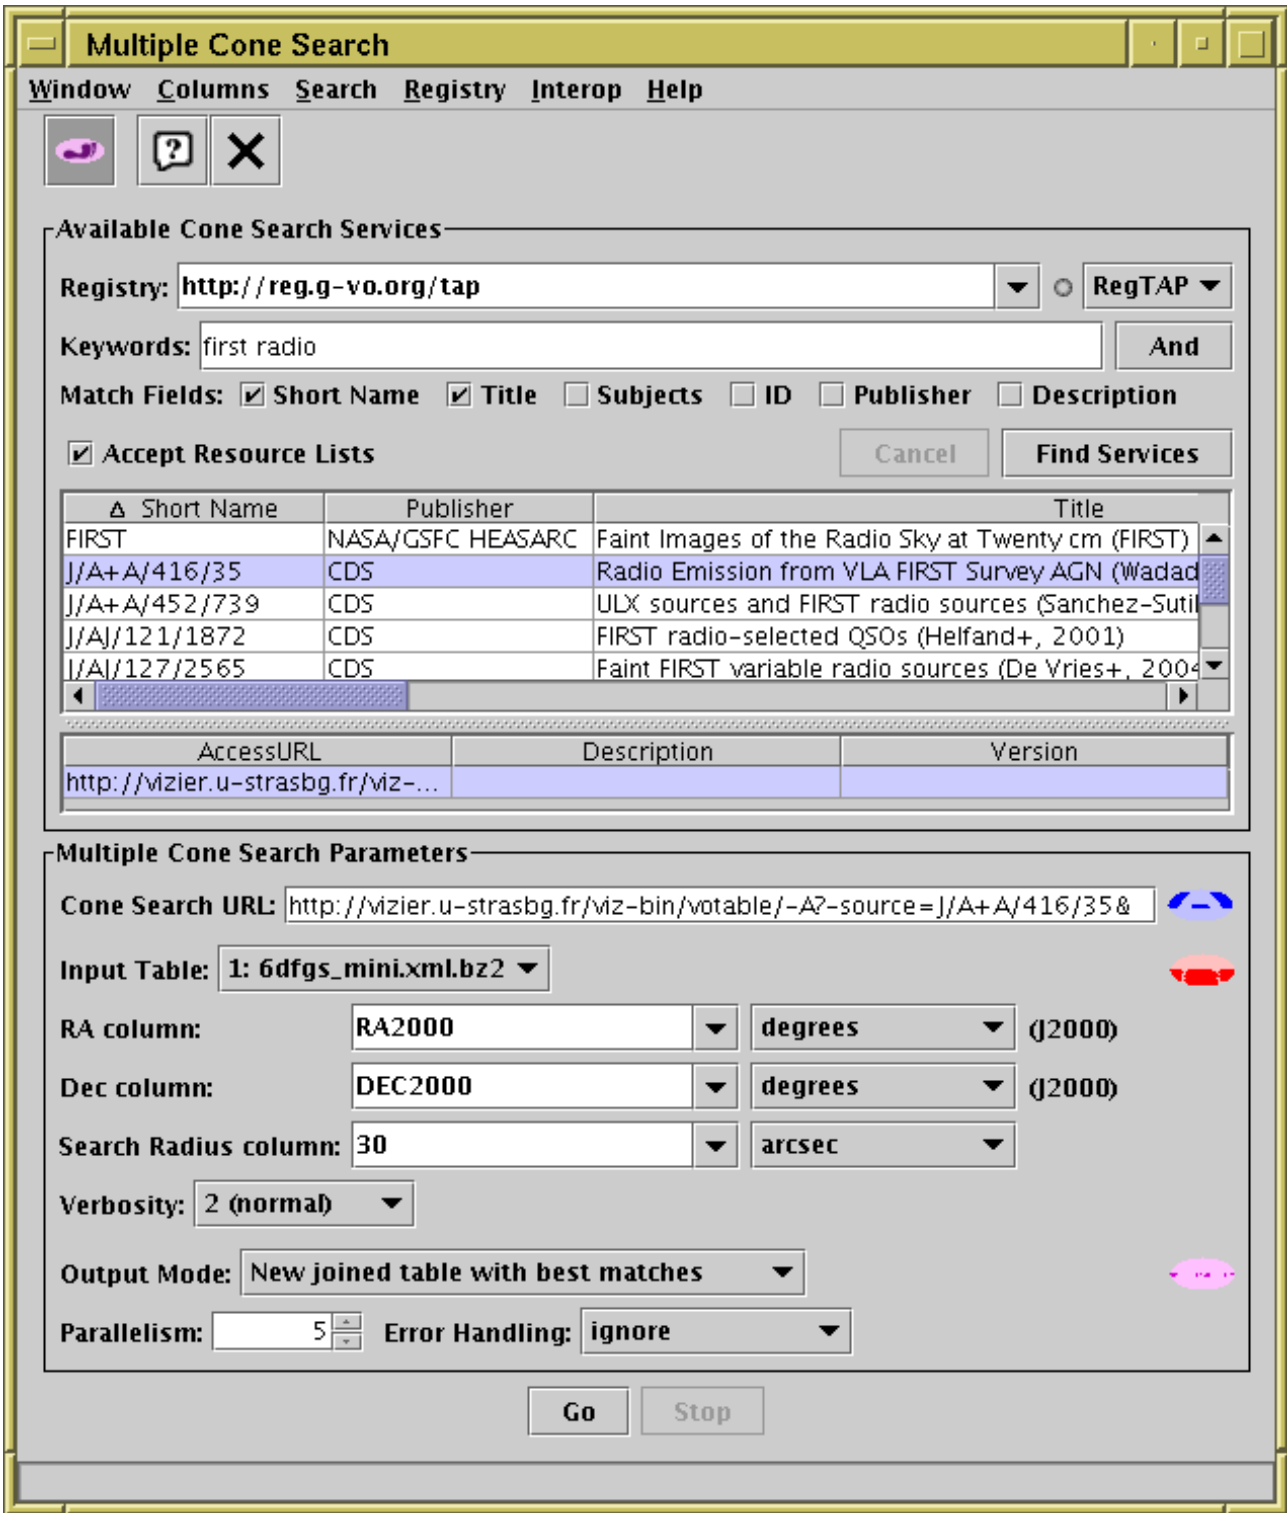 Multiple Cone Search
Window Columns Search Registry Interop Help
Available Cone Search Services
Registry: http://reg.g-vo.org/tap RegTAP
Keywords: first radio And
Match Fields: Short Name Title Subjects ID Publisher Description
Accept Resource Lists Cancel Find Services
Short Name Publisher Title
FIRST NASA/GSFC HEASARC Faint Images of the Radio Sky at Twenty cm (FIRST)
J/A+A/416/35 CDS Radio Emission from VLA FIRST Survey AGN (Wadad
J/A+A/452/739 CDS ULX sources and FIRST radio sources (Sanchez-Sutil
J/AJ/121/1872 CDS FIRST radio-selected QSOs (Helfand+, 2001)
J/AJ/127/2565 CDS Faint FIRST variable radio sources (De Vries+, 2004
AccessURL Description Version
http://vizier.u-strasbg.fr/viz-...
Multiple Cone Search Parameters
Cone Search URL: http://vizier.u-strasbg.fr/viz-bin/votable/-A?-source=J/A+A/416/35&
Input Table: 1: 6dfgs_mini.xml.bz2
RA column: RA2000 degrees (J2000)
Dec column: DEC2000 degrees (J2000)
Search Radius column: 30 arcsec
Verbosity: 2 (normal)
Output Mode: New joined table with best matches
Parallelism: 5 Error Handling: ignore
Go Stop